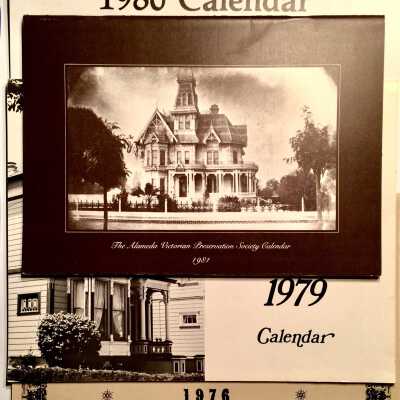 1980 Calendar
The Alameda Victorian Preservation Society Calendar
1981
1979
Calendar
1976